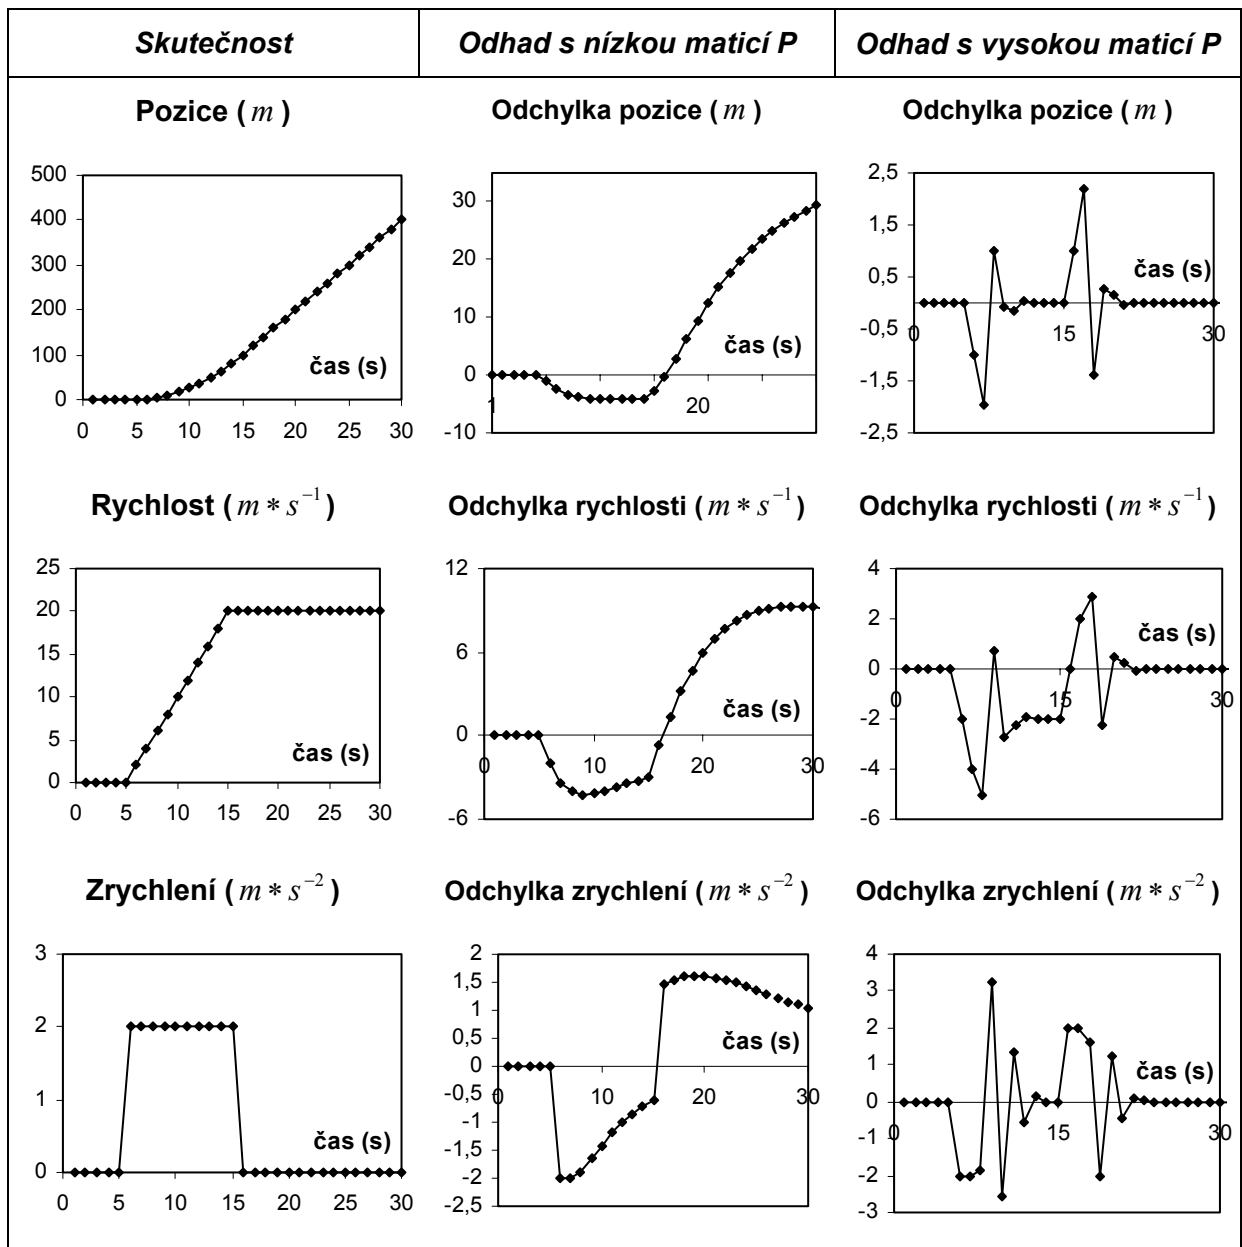 Skutečnost
Odhad s nízkou maticí P
Odhad s vysokou maticí P
Pozice ( m )
500
400
300
200
100
0
čas (s)
0 5 10 15 20 25 30
Odchylka pozice ( m )
30
20
10
0
-10
čas (s)
1 20
Odchylka pozice ( m )
2,5
1,5
0,5
-0,5
-1,5
-2,5
čas (s)
0 15 30
Rychlost ( m * s⁻¹ )
25
20
15
10
5
0
čas (s)
0 5 10 15 20 25 30
Odchylka rychlosti ( m * s⁻¹ )
12
6
0
-6
čas (s)
0 10 20 30
Odchylka rychlosti ( m * s⁻¹ )
4
2
0
-2
-4
-6
čas (s)
0 15 30
Zrychlení ( m * s⁻² )
3
2
1
0
čas (s)
0 5 10 15 20 25 30
Odchylka zrychlení ( m * s⁻² )
2
1,5
1
0,5
0
-0,5
-1
-1,5
-2
-2,5
čas (s)
0 10 20 30
Odchylka zrychlení ( m * s⁻² )
4
3
2
1
0
-1
-2
-3
čas (s)
0 15 30